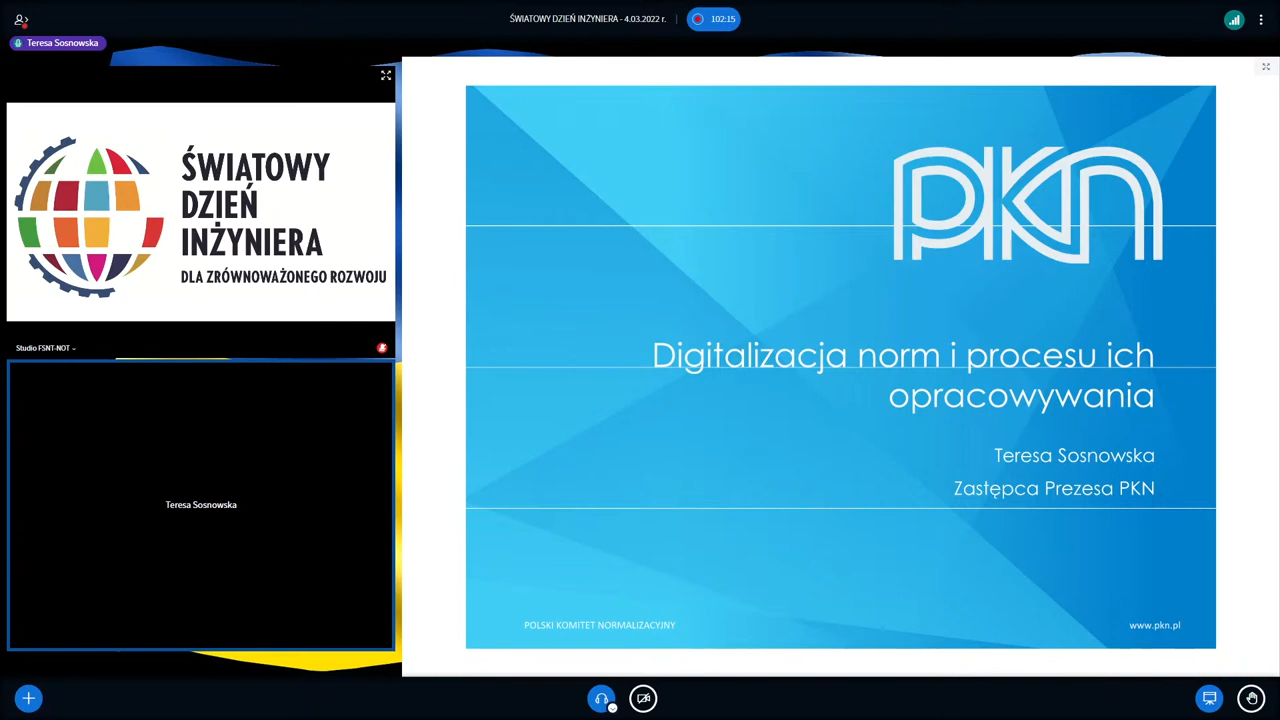 ŚWIATOWY DZIEŃ INŻYNIERA - 4.03.2022 r.
102:15
Teresa Sosnowska
ŚWIATOWY
DZIEŃ
INŻYNIERA
DLA ZRÓWNOWAŻONEGO ROZWOJU
Studio FSNT-NOT
Teresa Sosnowska
pkn
Digitalizacja norm i procesu ich
opracowywania
Teresa Sosnowska
Zastępca Prezesa PKN
POLSKI KOMITET NORMALIZACYJNY
www.pkn.pl